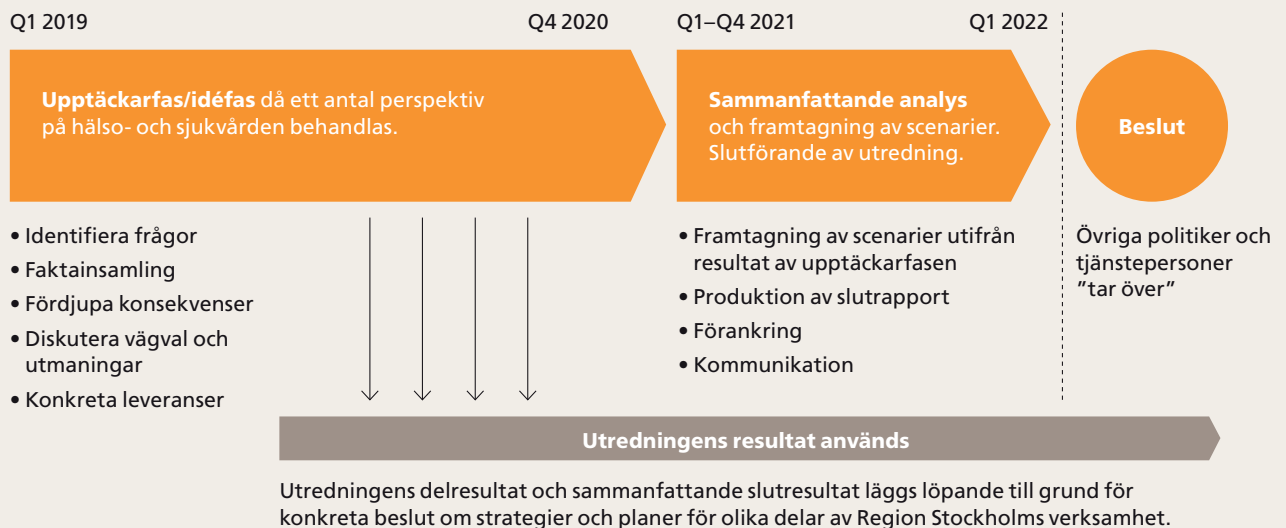 Q1 2019
Q4 2020
Q1–Q4 2021
Q1 2022
Upptäckarfas/idéfas då ett antal perspektiv
på hälso- och sjukvården behandlas.
Sammanfattande analys
och framtagning av scenarier.
Slutförande av utredning.
Beslut
• Identifiera frågor
• Faktainsamling
• Fördjupa konsekvenser
• Diskutera vägval och
utmaningar
• Konkreta leveranser
• Framtagning av scenarier utifrån
resultat av upptäckarfasen
• Produktion av slutrapport
• Förankring
• Kommunikation
Övriga politiker och
tjänstepersoner
”tar över”
Utredningens resultat används
Utredningens delresultat och sammanfattande slutresultat läggs löpande till grund för
konkreta beslut om strategier och planer för olika delar av Region Stockholms verksamhet.